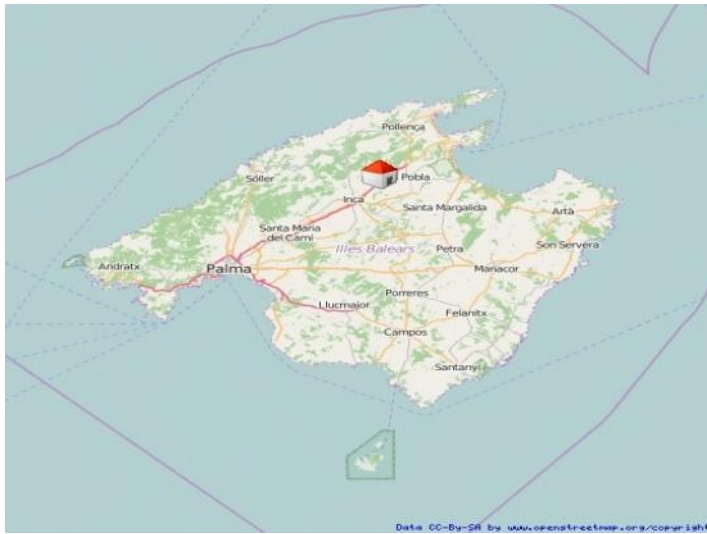 Pollença
Pobla
Sóller
Inca
Santa Margalida
Artà
Santa Maria
del Camí
Illes Balears
Petra
Son Servera
Andratx
Palma
Manacor
Porreres
Llucmajor
Felanitx
Campos
Santanyí
Data CC-By-SA by www.openstreetmap.org/copyright